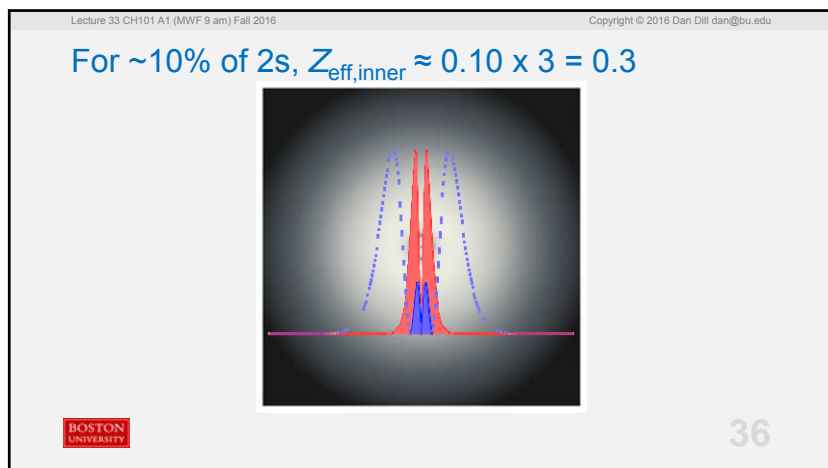 Lecture 33 CH101 A1 (MWF 9 am) Fall 2016
Copyright © 2016 Dan Dill dan@bu.edu
For ~10% of 2s, Zeff,inner ≈ 0.10 x 3 = 0.3
BOSTON
UNIVERSITY
36